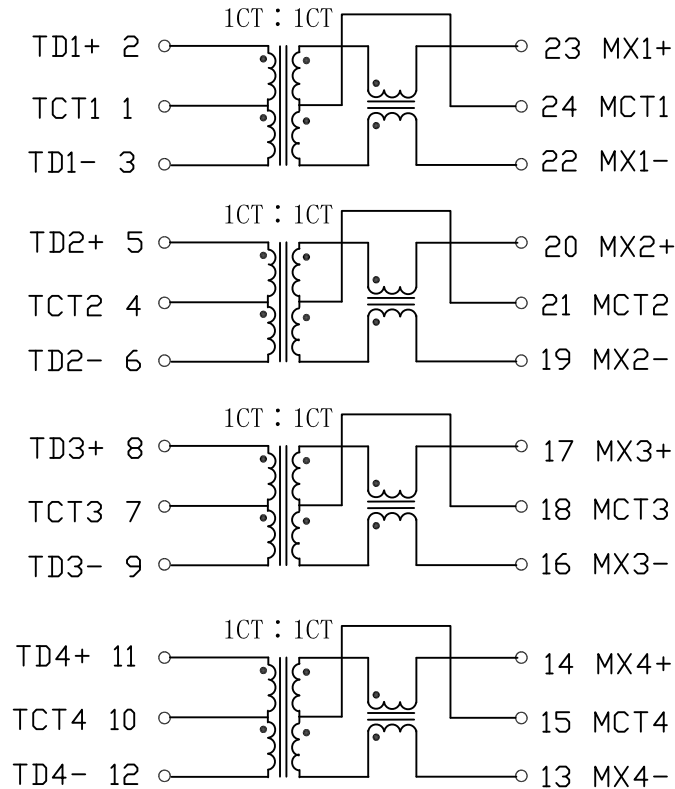 1CT : 1CT
TD1+ 2 23 MX1+
TCT1 1 24 MCT1
TD1- 3 22 MX1-
1CT : 1CT
TD2+ 5 20 MX2+
TCT2 4 21 MCT2
TD2- 6 19 MX2-
1CT : 1CT
TD3+ 8 17 MX3+
TCT3 7 18 MCT3
TD3- 9 16 MX3-
1CT : 1CT
TD4+ 11 14 MX4+
TCT4 10 15 MCT4
TD4- 12 13 MX4-